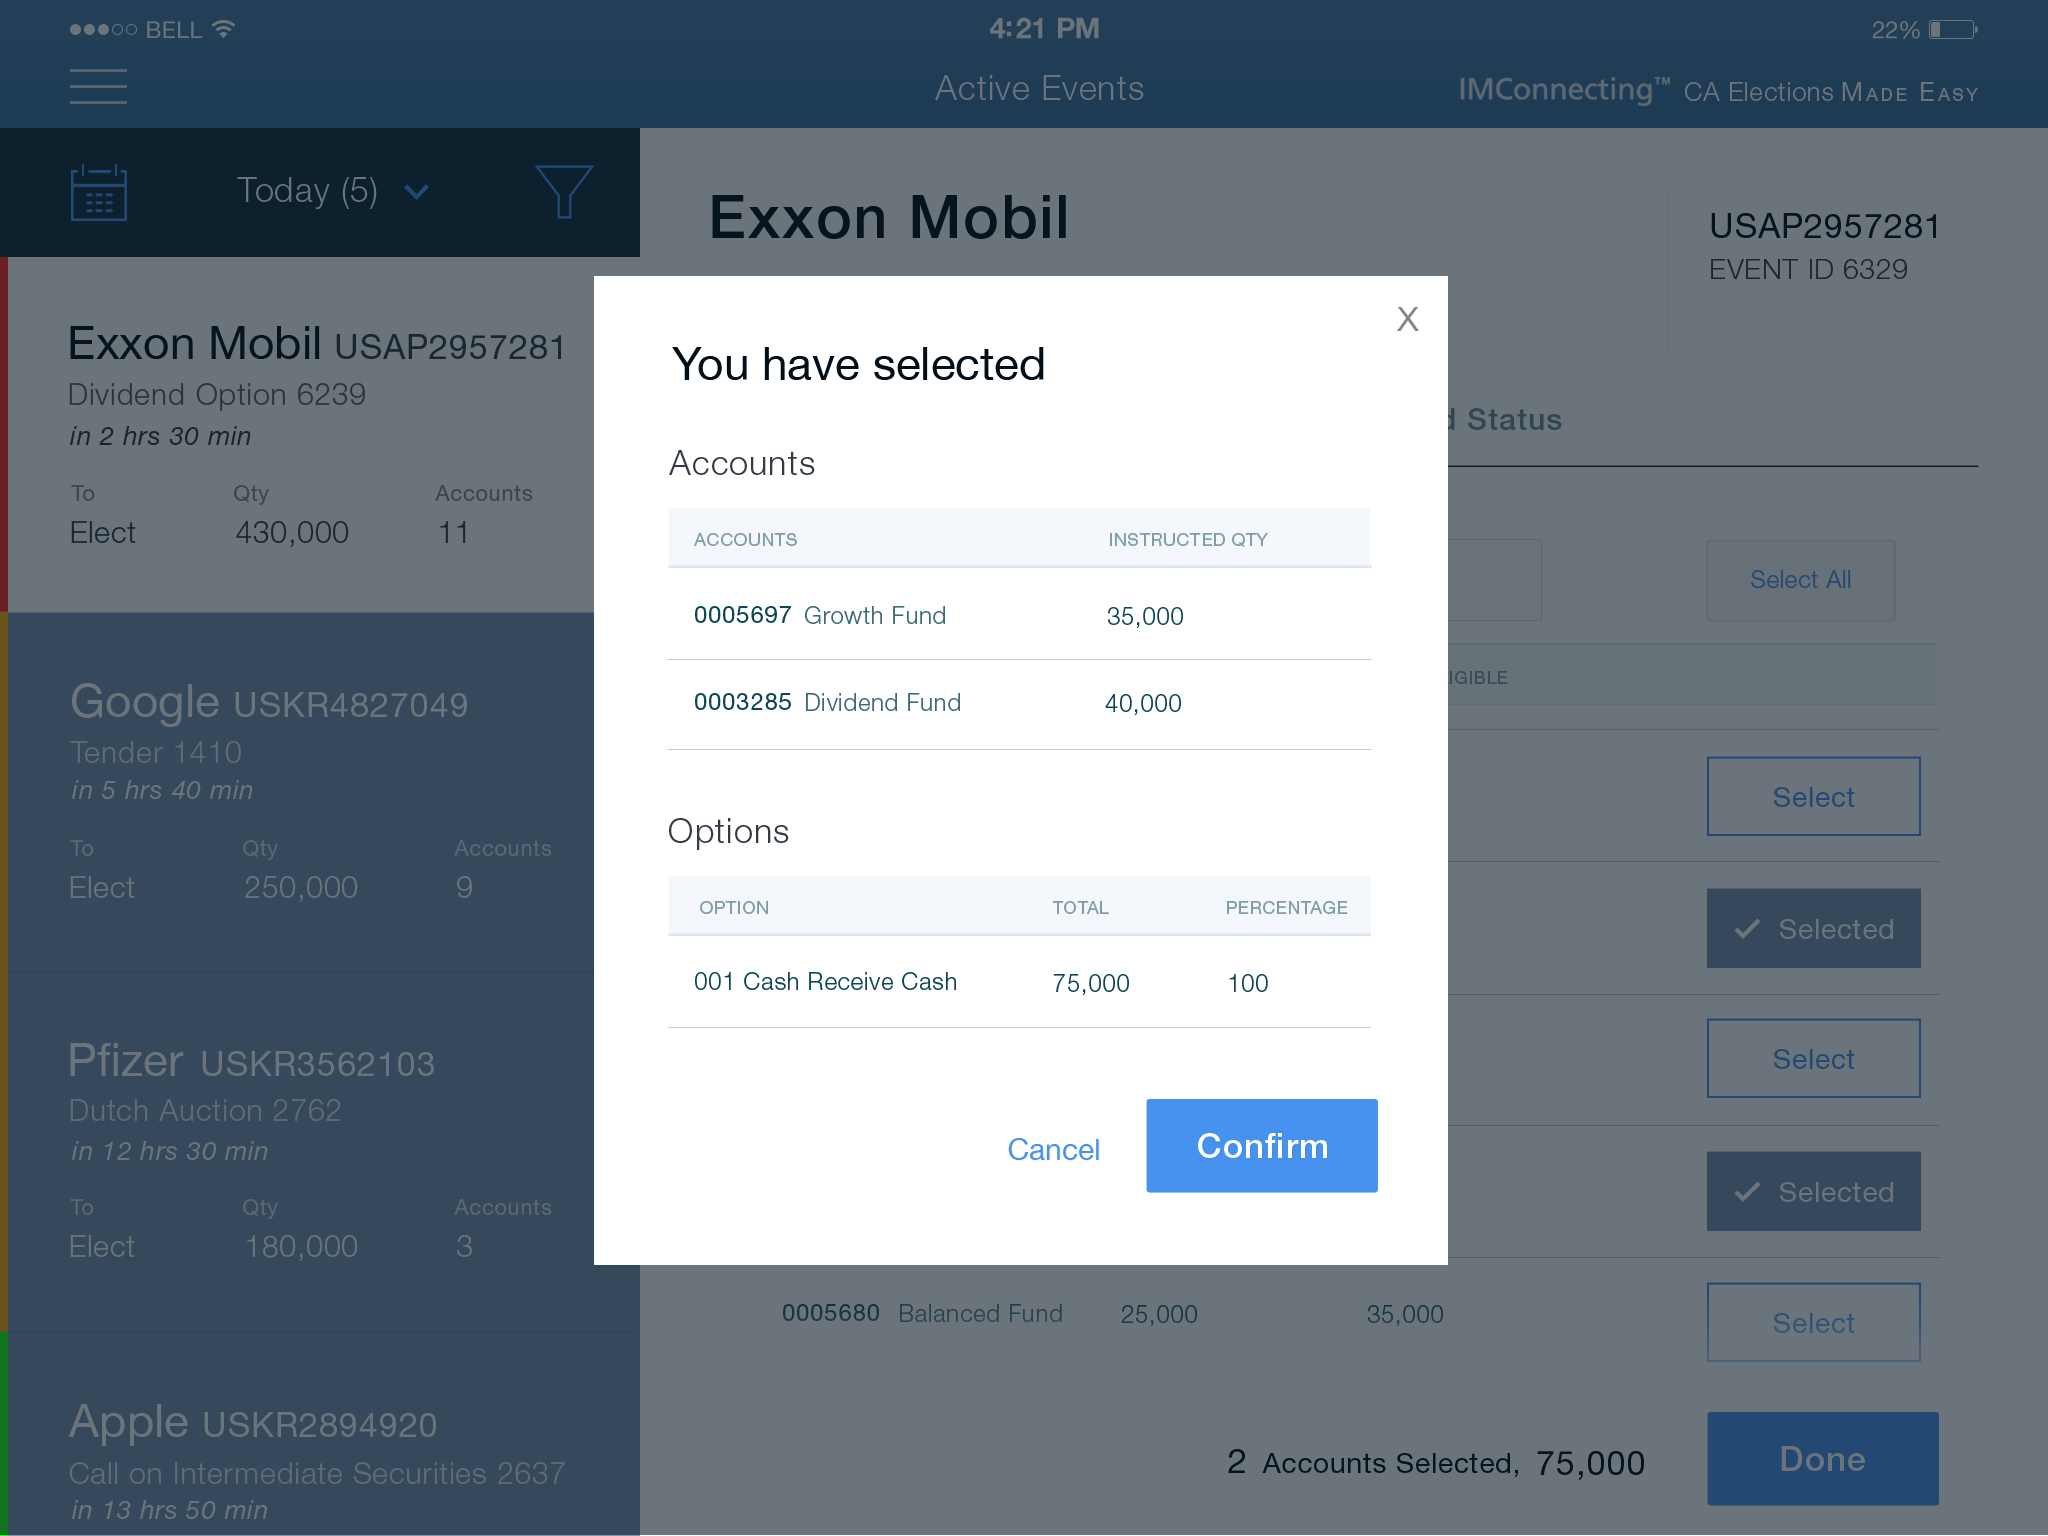 BELL
4:21 PM
22%
Active Events
IMConnecting™ CA Elections MADE EASY
Today (5)
Exxon Mobil USAP2957281
Dividend Option 6239
in 2 hrs 30 min
To Qty Accounts
Elect 430,000 11
Google USKR4827049
Tender 1410
in 5 hrs 40 min
To Qty Accounts
Elect 250,000 9
Pfizer USKR3562103
Dutch Auction 2762
in 12 hrs 30 min
To Qty Accounts
Elect 180,000 3
Apple USKR2894920
Call on Intermediate Securities 2637
in 13 hrs 50 min
Exxon Mobil
USAP2957281
EVENT ID 6329
X
You have selected
Accounts
ACCOUNTS INSTRUCTED QTY
0005697 Growth Fund 35,000
0003285 Dividend Fund 40,000
Options
OPTION TOTAL PERCENTAGE
001 Cash Receive Cash 75,000 100
Cancel Confirm
Status
Select All
Select
Selected
Select
Selected
0005680 Balanced Fund 25,000 35,000 Select
2 Accounts Selected, 75,000 Done